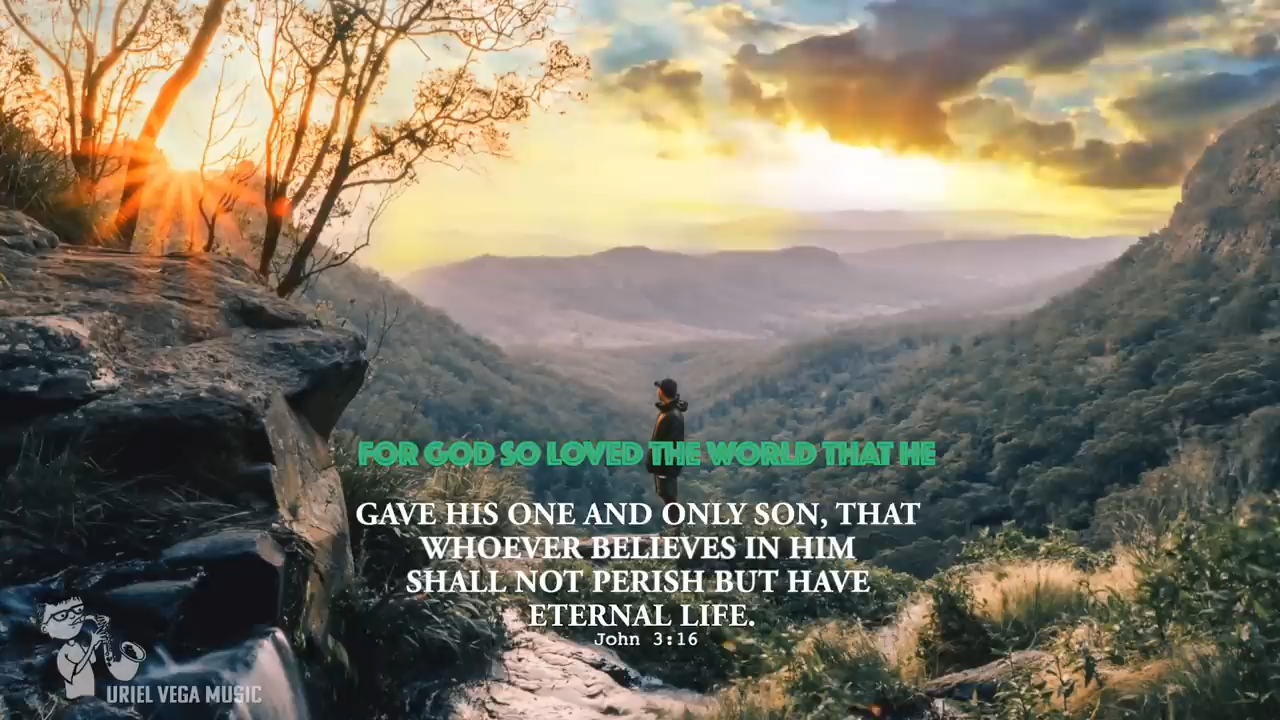 FOR GOD SO LOVED THE WORLD THAT HE
GAVE HIS ONE AND ONLY SON, THAT
WHOEVER BELIEVES IN HIM
SHALL NOT PERISH BUT HAVE
ETERNAL LIFE.
John 3:16
URIEL VEGA MUSIC